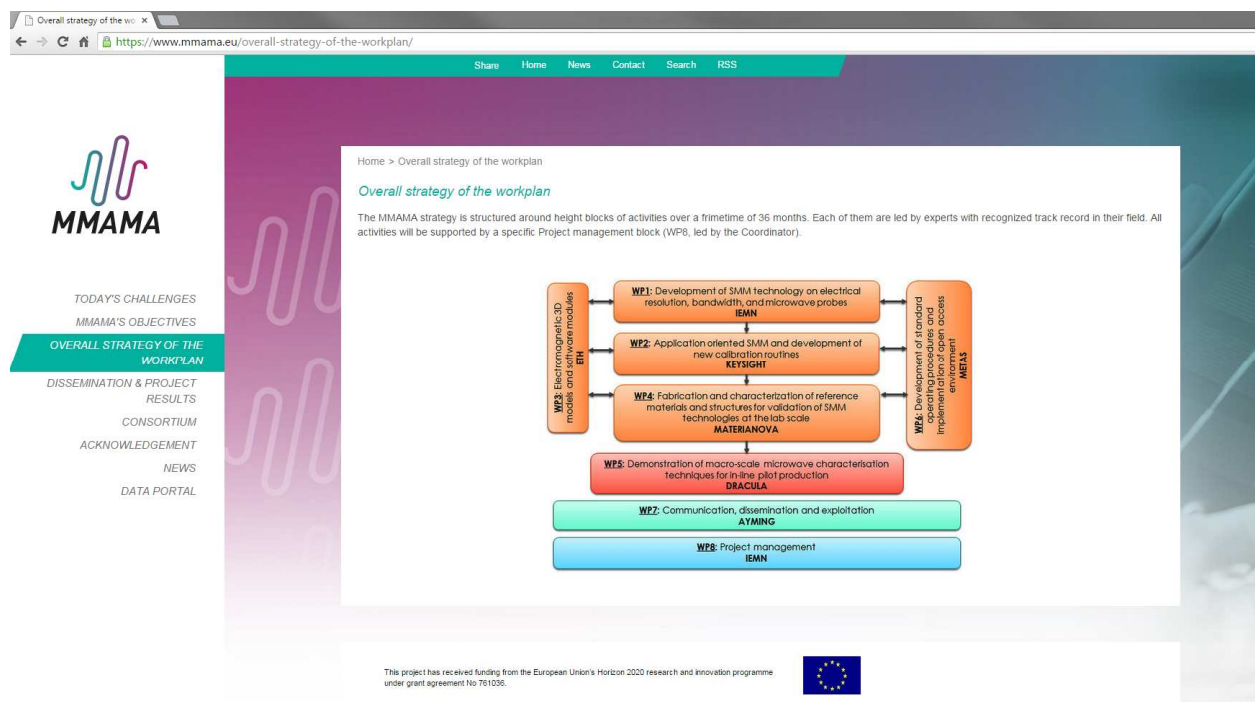 Overall strategy of the wo
https://www.mmama.eu/overall-strategy-of-the-workplan/
Share Home News Contact Search RSS
MMAMA
TODAY'S CHALLENGES
MMAMA'S OBJECTIVES
OVERALL STRATEGY OF THE
WORKPLAN
DISSEMINATION & PROJECT
RESULTS
CONSORTIUM
ACKNOWLEDGEMENT
NEWS
DATA PORTAL
Home > Overall strategy of the workplan
Overall strategy of the workplan
The MMAMA strategy is structured around height blocks of activities over a frimetime of 36 months. Each of them are led by experts with recognized track record in their field. All
activities will be supported by a specific Project management block (WP8, led by the Coordinator).
WP3: Electromagnetic 3D
models and software modules
ETH
WP1: Development of SMM technology on electrical
resolution, bandwidth, and microwave probes
IEMN
WP2: Application oriented SMM and development of
new calibration routines
KEYSIGHT
WP4: Fabrication and characterization of reference
materials and structures for validation of SMM
technologies at the lab scale
MATERIANOVA
WP6: Development of standard
operating procedures and
implementation of open access
environment
METAS
WP5: Demonstration of macro-scale microwave characterisation
techniques for in-line pilot production
DRACULA
WP7: Communication, dissemination and exploitation
AYMING
WP8: Project management
IEMN
This project has received funding from the European Union's Horizon 2020 research and innovation programme
under grant agreement No 761036.